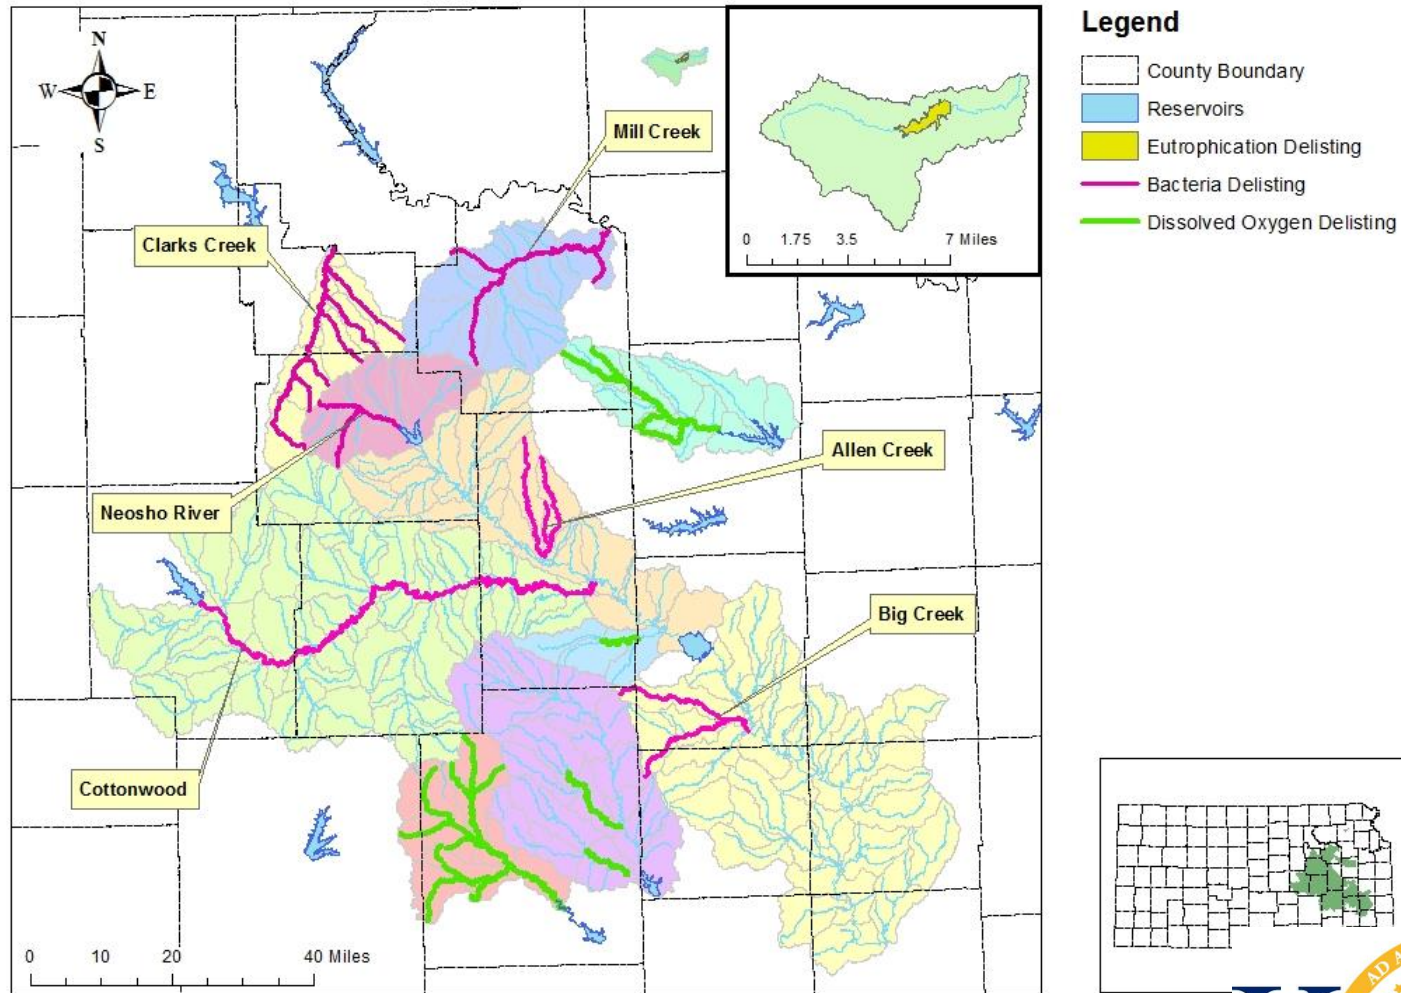 N
W E
S
Mill Creek
Clarks Creek
Allen Creek
Neosho River
Big Creek
Cottonwood
0 1.75 3.5 7 Miles
0 10 20 40 Miles
Legend
County Boundary
Reservoirs
Eutrophication Delisting
Bacteria Delisting
Dissolved Oxygen Delisting
AD A